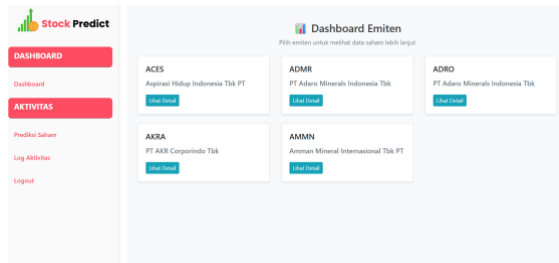 Stock Predict
DASHBOARD
Dashboard
AKTIVITAS
Prediksi Saham
Log Aktivitas
Logout
Dashboard Emiten
Pilih emiten untuk melihat data saham lebih lanjut
ACES
Aspirasi Hidup Indonesia Tbk PT
Lihat Detail
ADMR
PT Adaro Minerals Indonesia Tbk
Lihat Detail
ADRO
PT Adaro Minerals Indonesia Tbk
Lihat Detail
AKRA
PT AKR Corporindo Tbk
Lihat Detail
AMMN
Amman Mineral Internasional Tbk PT
Lihat Detail